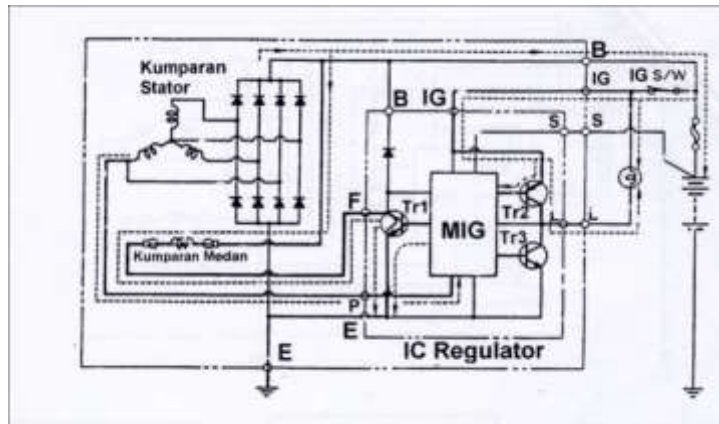 Kumparan
Stator
B
IG
IG S/W
B
IG
S
S
F
Tr1
Tr2
MIG
L
L
Tr3
Kumparan Medan
P
E
IC Regulator
E